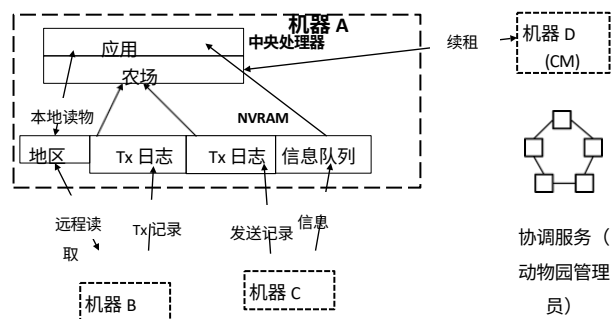 机器 A
应用
中央处理器
续租
机器 D
(CM)
农场
本地读物
NVRAM
地区
Tx 日志
Tx 日志
信息队列
远程读
取
Tx 记录
发送记录
信息
机器 B
机器 C
协调服务（
动物园管理
员）